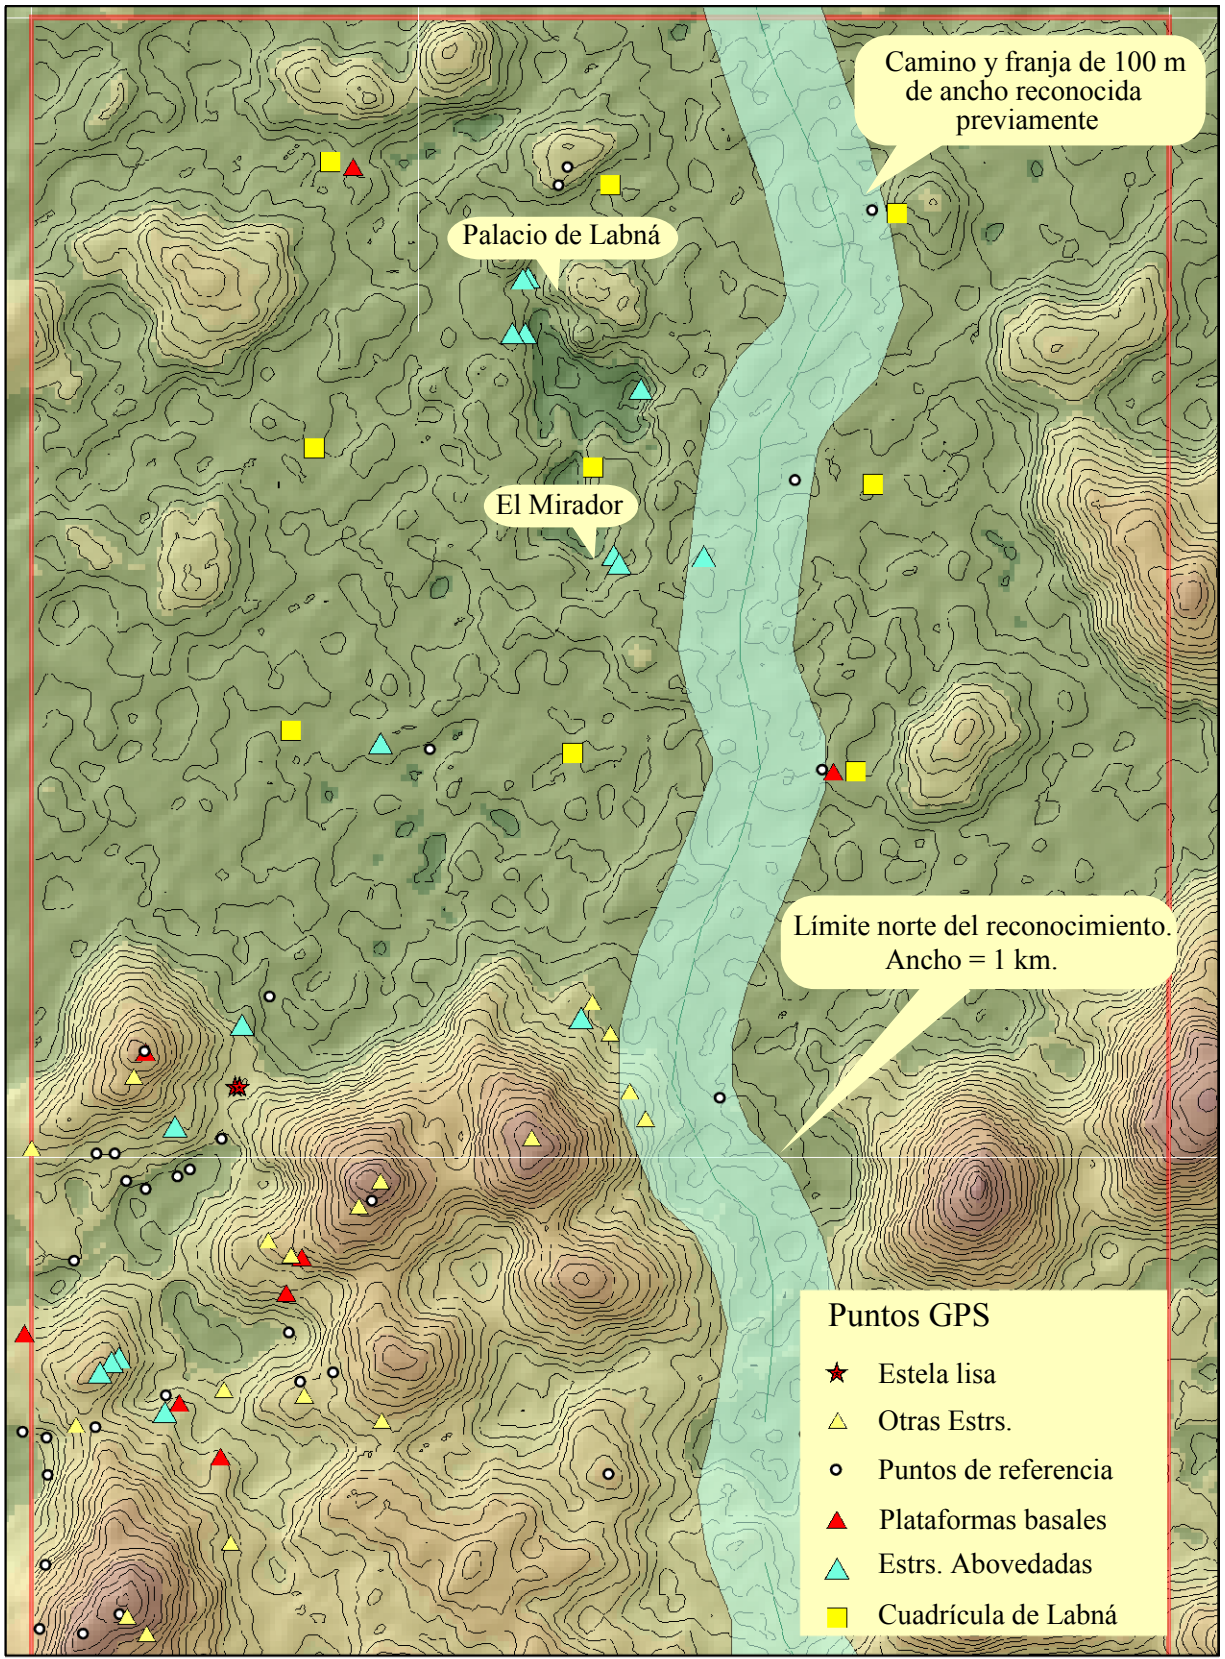 Camino y franja de 100 m
de ancho reconocida
previamente
Palacio de Labná
El Mirador
Límite norte del reconocimiento.
Ancho = 1 km.
Puntos GPS
Estela lisa
Otras Estrs.
Puntos de referencia
Plataformas basales
Estrs. Abovedadas
Cuadrícula de Labná